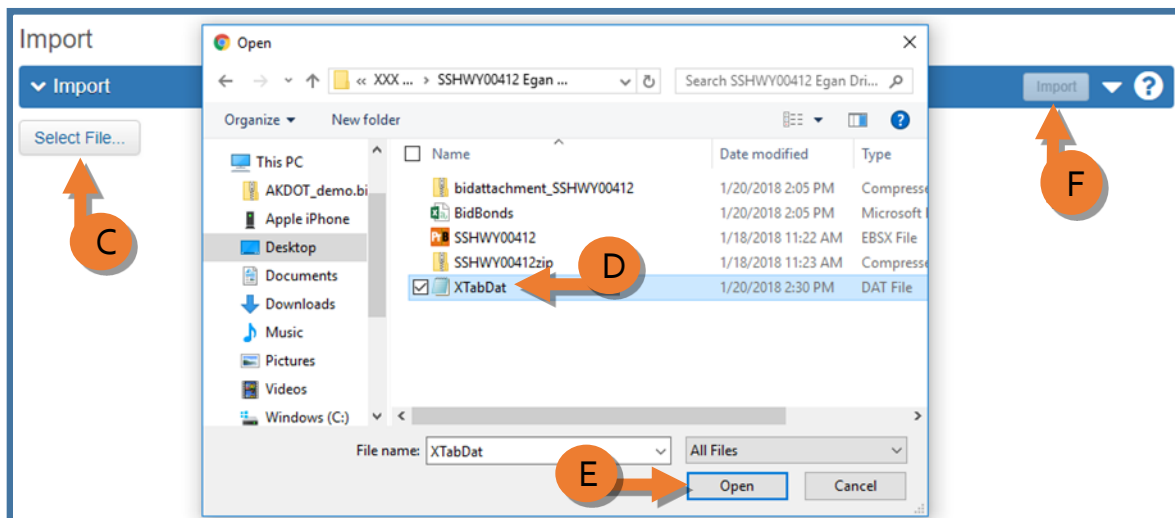 Import
Import
Import
?
Select File...
C
F
Open
« XXX ... > SSHWY00412 Egan ...
Search SSHWY00412 Egan Dri...
Organize
New folder
?
This PC
AKDOT_demo.bi
Apple iPhone
Desktop
Documents
Downloads
Music
Pictures
Videos
Windows (C:)
Name
Date modified
Type
bidattachment_SSHWY00412
1/20/2018 2:05 PM
Compresse
BidBonds
1/20/2018 2:05 PM
Microsoft
SSHWY00412
1/18/2018 11:22 AM
EBSX File
SSHWY00412zip
1/18/2018 11:23 AM
Compresse
XTabDat
1/20/2018 2:30 PM
DAT File
D
File name:
XTabDat
All Files
E
Open
Cancel